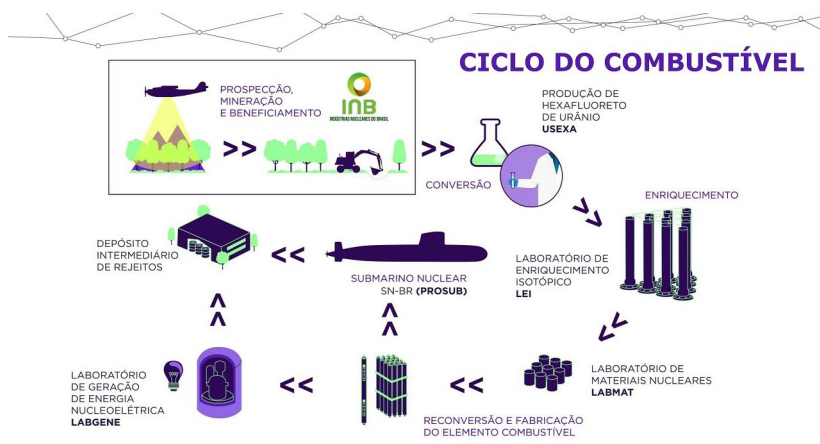 CICLO DO COMBUSTÍVEL
PROSPECÇÃO,
MINERAÇÃO
E BENEFICIAMENTO
INB
INDÚSTRIAS NUCLEARES DO BRASIL
>>
>>
PRODUÇÃO DE
HEXAFLUORETO
DE URÂNIO
USEXA
CONVERSÃO
ENRIQUECIMENTO
LABORATÓRIO DE
ENRIQUECIMENTO
ISOTÓPICO
LEI
LABORATÓRIO DE
MATERIAIS NUCLEARES
LABMAT
RECONVERSÃO E FABRICAÇÃO
DO ELEMENTO COMBUSTÍVEL
SUBMARINO NUCLEAR
SN-BR (PROSUB)
LABORATÓRIO
DE GERAÇÃO
DE ENERGIA
NUCLEOELÉTRICA
LABGENE
DEPÓSITO
INTERMEDIÁRIO
DE REJEITOS